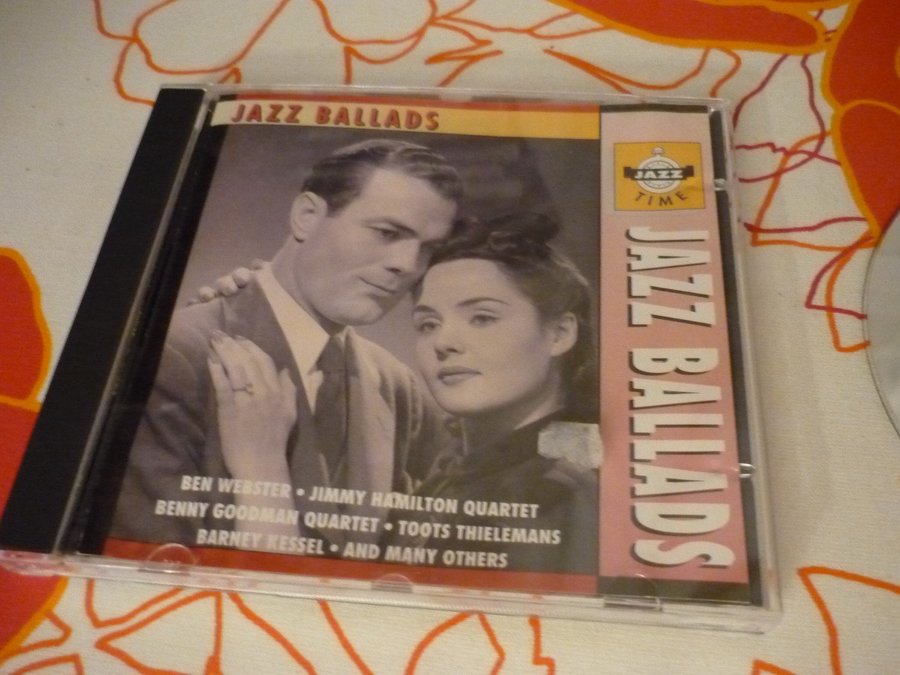 JAZZ BALLADS
JAZZ
TIME
JAZZ BALLADS
BEN WEBSTER • JIMMY HAMILTON QUARTET
BENNY GOODMAN QUARTET • TOOTS THIELEMANS
BARNEY KESSEL • AND MANY OTHERS